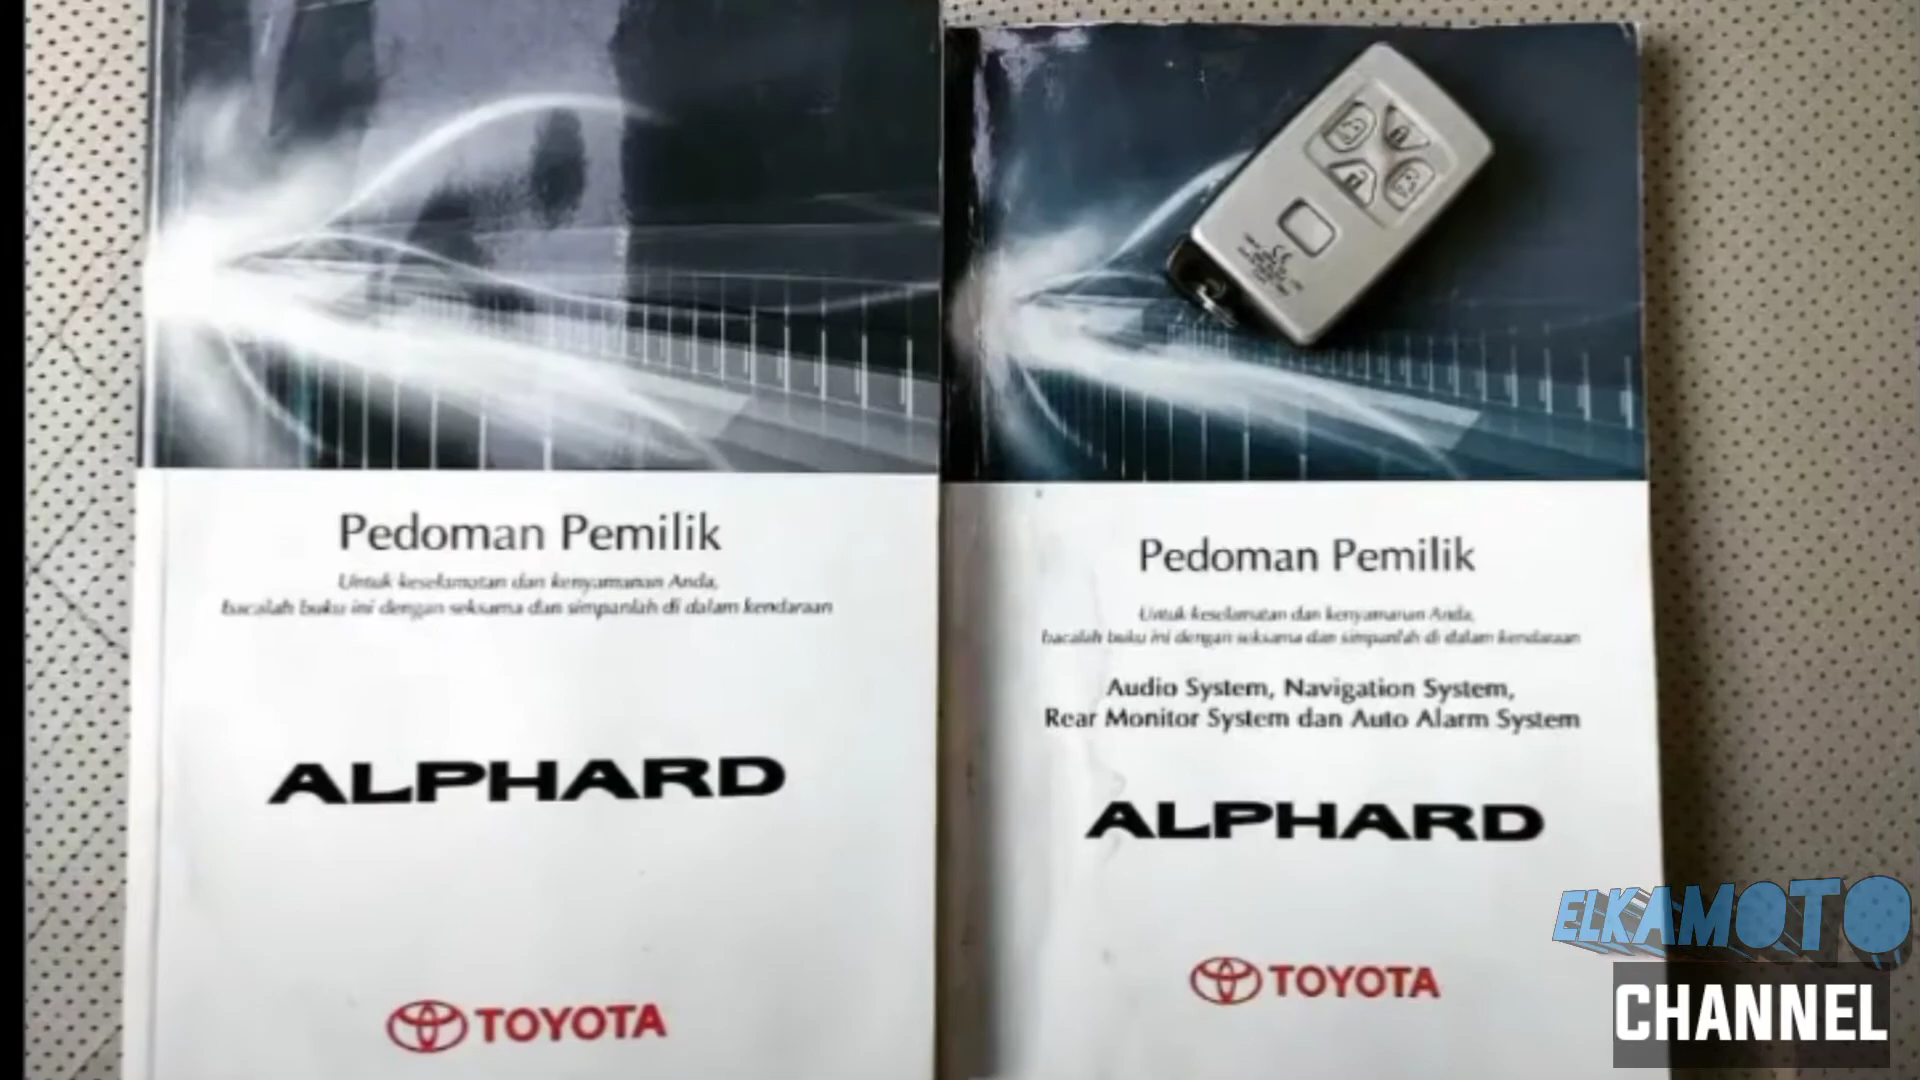 Pedoman Pemilik
Untuk keselamatan dan kenyamanan Anda,
bacalah buku ini dengan seksama dan simpanlah di dalam kendaraan
ALPHARD
TOYOTA
Pedoman Pemilik
Untuk keselamatan dan kenyamanan Anda,
bacalah buku ini dengan seksama dan simpanlah di dalam kendaraan
Audio System, Navigation System,
Rear Monitor System dan Auto Alarm System
ALPHARD
TOYOTA
ELKAMOTO
CHANNEL